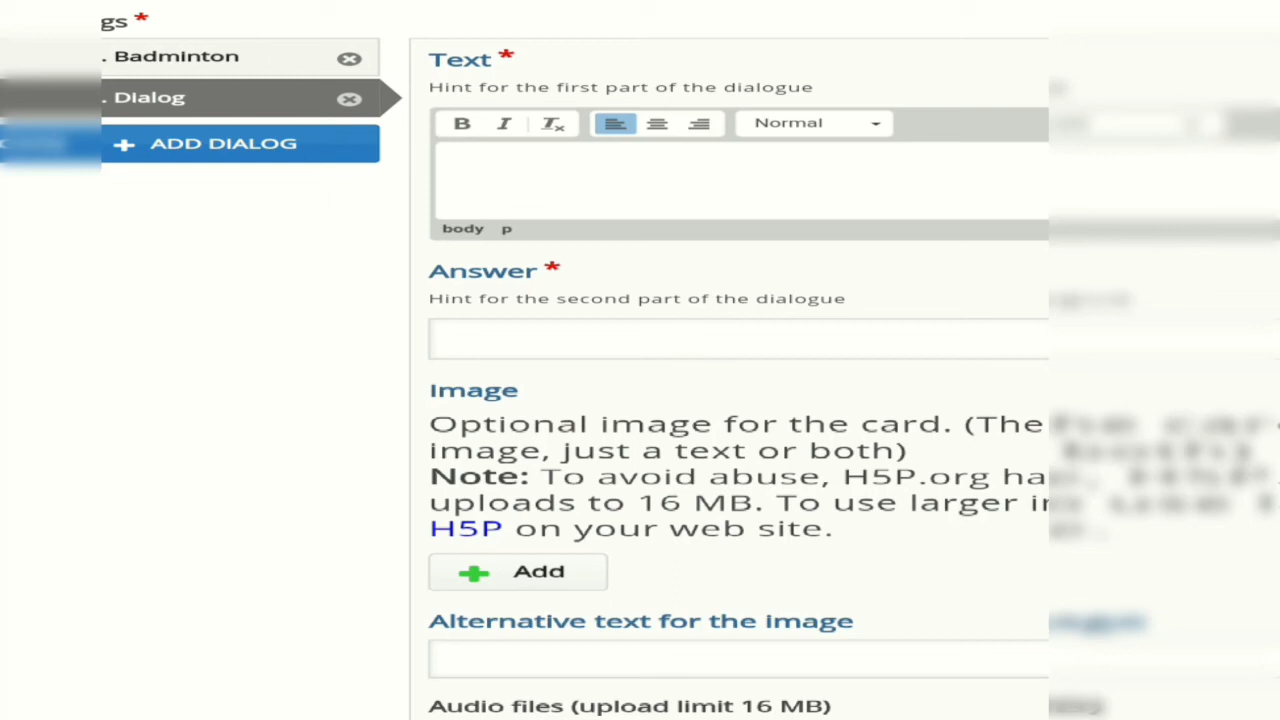 gs *
. Badminton
. Dialog
+ ADD DIALOG
Text *
Hint for the first part of the dialogue
B I Tx Normal
body p
Answer *
Hint for the second part of the dialogue
Image
Optional image for the card. (The
image, just a text or both)
Note: To avoid abuse, H5P.org ha
uploads to 16 MB. To use larger i
H5P on your web site.
Add
Alternative text for the image
Audio files (upload limit 16 MB)